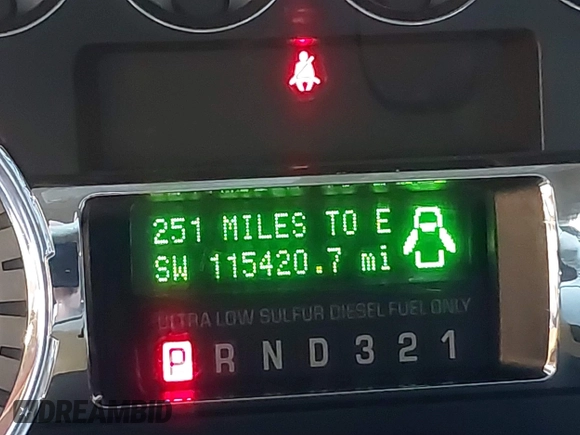 251 MILES TO E
SW 115420.7 mi
ULTRA LOW SULFUR DIESEL FUEL ONLY
P R N D 3 2 1
DREAMBID